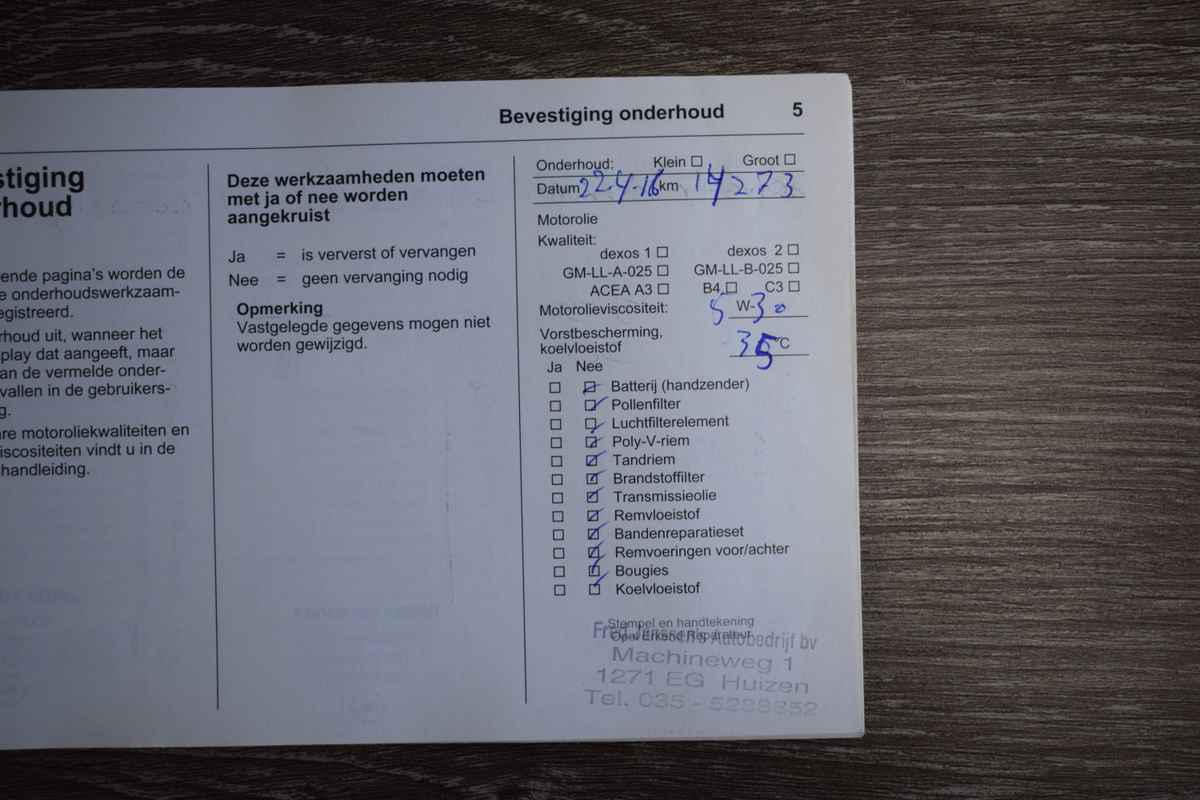 Bevestiging onderhoud 5
stiging
rhoud
ende pagina's worden de
e onderhoudswerkzaam-
egistreerd.
rhoud uit, wanneer het
play dat aangeeft, maar
an de vermelde onder-
vallen in de gebruikers-
g.
re motoroliekwaliteiten en
iscositeiten vindt u in de
handleiding.
Deze werkzaamheden moeten
met ja of nee worden
aangekruist
Ja = is ververst of vervangen
Nee = geen vervanging nodig
Opmerking
Vastgelegde gegevens mogen niet
worden gewijzigd.
Onderhoud: Klein Groot
Datum 22-4-16 km 14273
Motorolie
Kwaliteit:
dexos 1 dexos 2
GM-LL-A-025 GM-LL-B-025
ACEA A3 B4 C3
Motorolieviscositeit: 5 W-30
Vorstbescherming,
koelvloeistof 35 °C
Ja Nee
Batterij (handzender)
Pollenfilter
Luchtfilterelement
Poly-V-riem
Tandriem
Brandstoffilter
Transmissieolie
Remvloeistof
Bandenreparatieset
Remvoeringen voor/achter
Bougies
Koelvloeistof
Stempel en handtekening
Opel Erkend Reparateur
Autobedrijf bv
Machineweg 1
1271 EG Huizen
Tel. 035 -